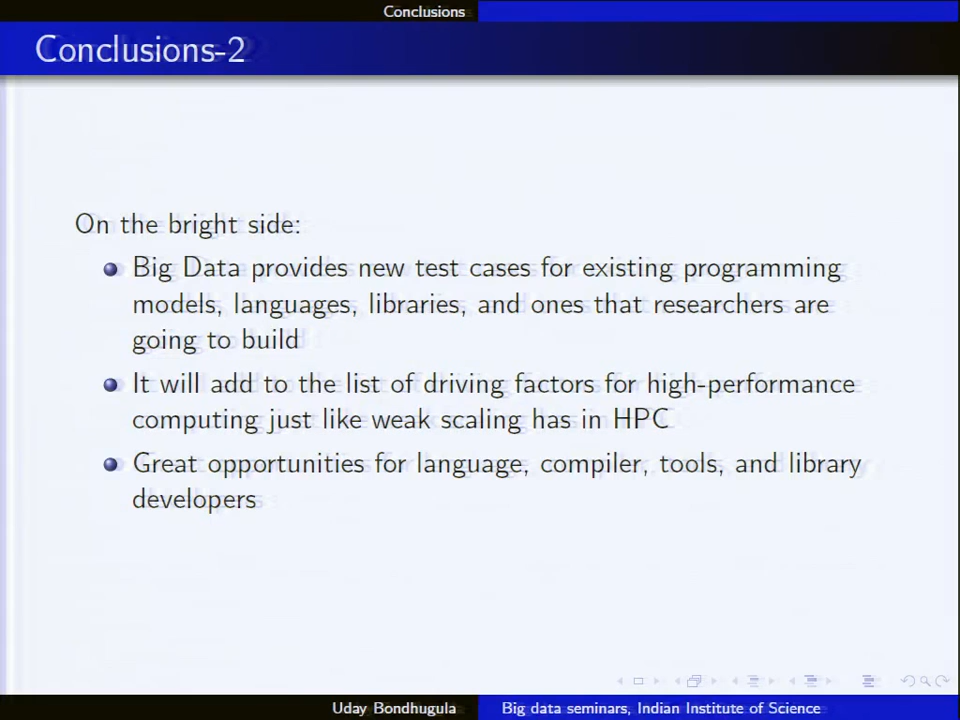 Conclusions
Conclusions-2
On the bright side:
Big Data provides new test cases for existing programming
models, languages, libraries, and ones that researchers are
going to build
It will add to the list of driving factors for high-performance
computing just like weak scaling has in HPC
Great opportunities for language, compiler, tools, and library
developers
Uday Bondhugula
Big data seminars, Indian Institute of Science